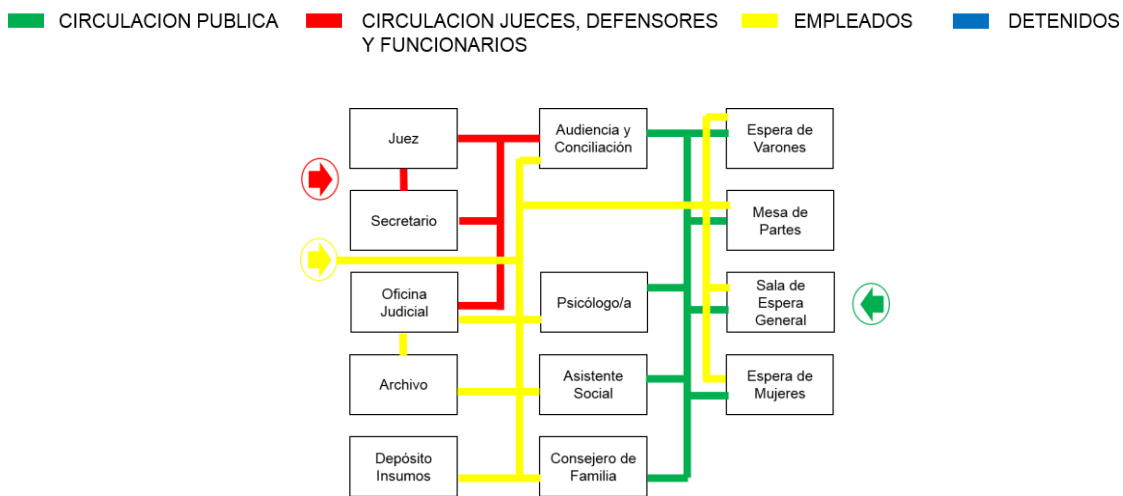 CIRCULACION PUBLICA
CIRCULACION JUECES, DEFENSORES
Y FUNCIONARIOS
EMPLEADOS
DETENIDOS
Juez
Audiencia y
Conciliación
Espera de
Varones
Secretario
Mesa de
Partes
Oficina
Judicial
Psicólogo/a
Sala de
Espera
General
Archivo
Asistente
Social
Espera de
Mujeres
Depósito
Insumos
Consejero de
Familia